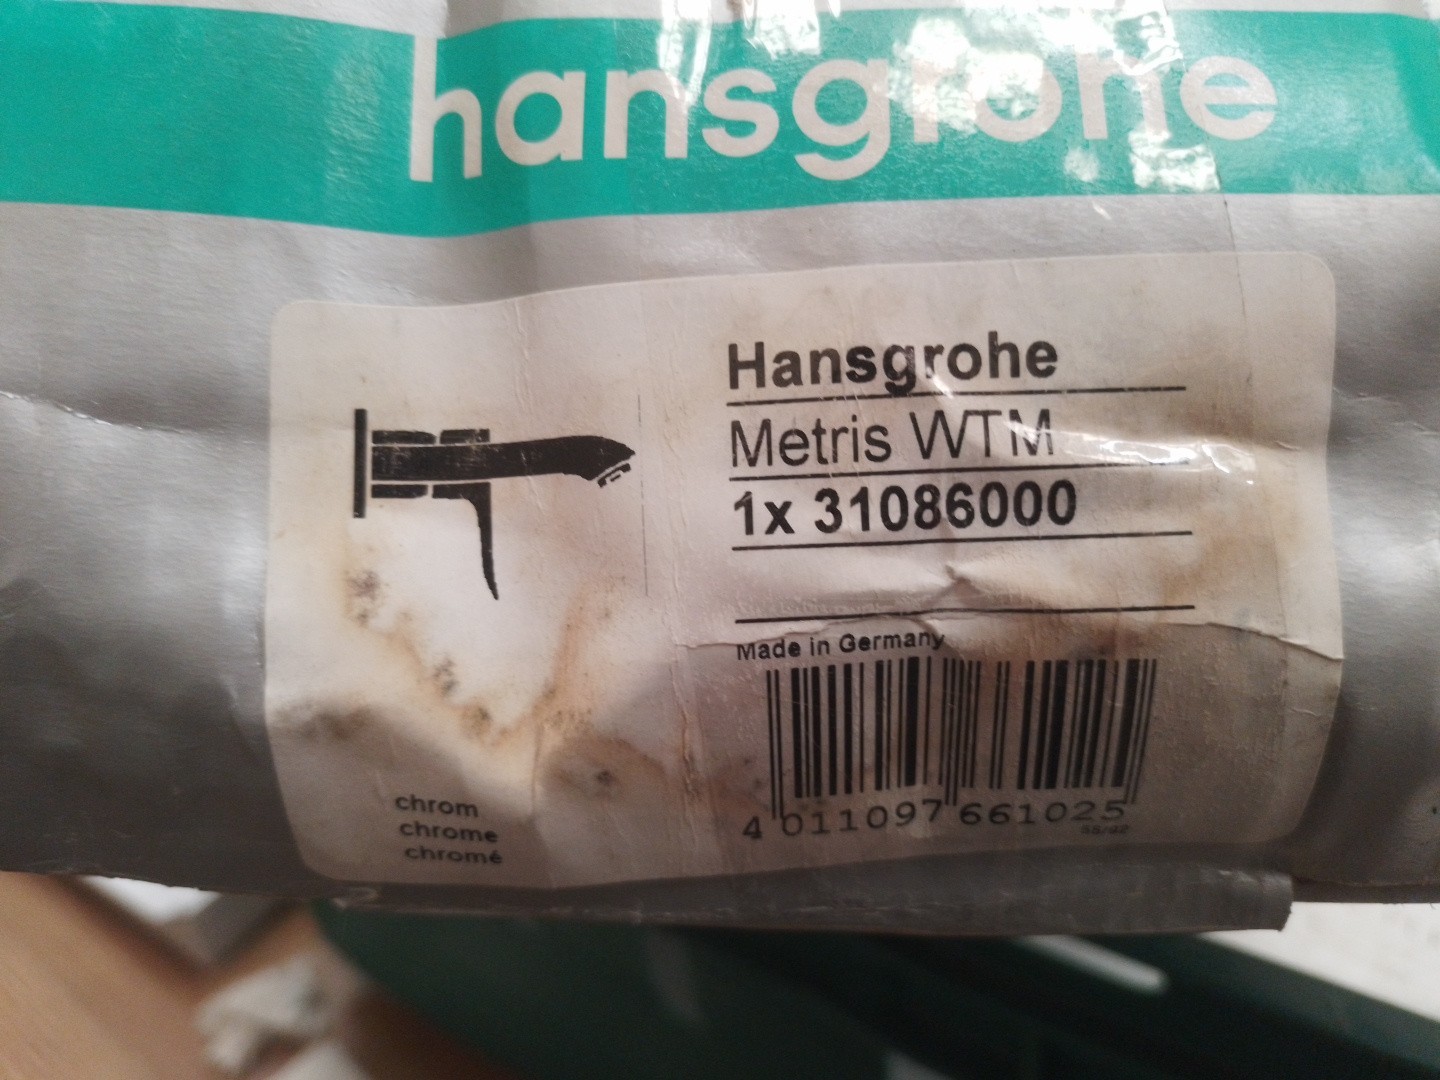 hansgrohe
Hansgrohe
Metris WTM
1x 31086000
Made in Germany
4 011097 661025
chrom
chrome
chromé